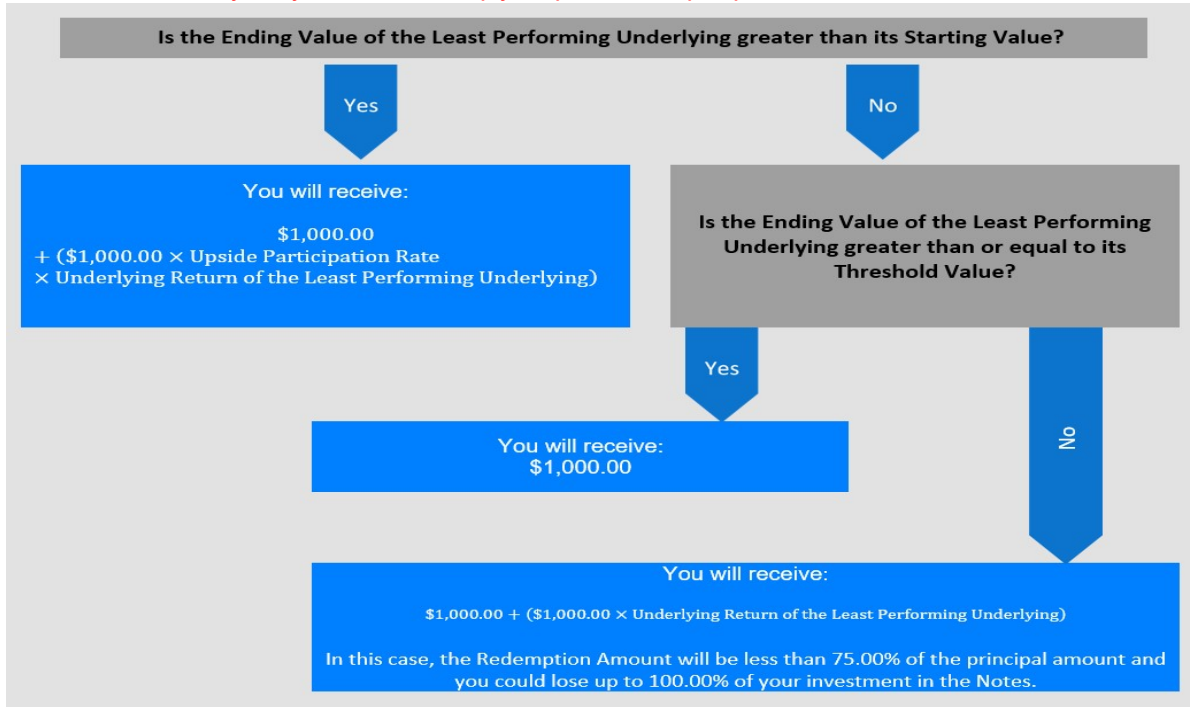 Is the Ending Value of the Least Performing Underlying greater than its Starting Value?
Yes
No
You will receive:
$1,000.00
+ ($1,000.00 × Upside Participation Rate
× Underlying Return of the Least Performing Underlying)
Is the Ending Value of the Least Performing
Underlying greater than or equal to its
Threshold Value?
Yes
No
You will receive:
$1,000.00
You will receive:
$1,000.00 + ($1,000.00 × Underlying Return of the Least Performing Underlying)
In this case, the Redemption Amount will be less than 75.00% of the principal amount and
you could lose up to 100.00% of your investment in the Notes.